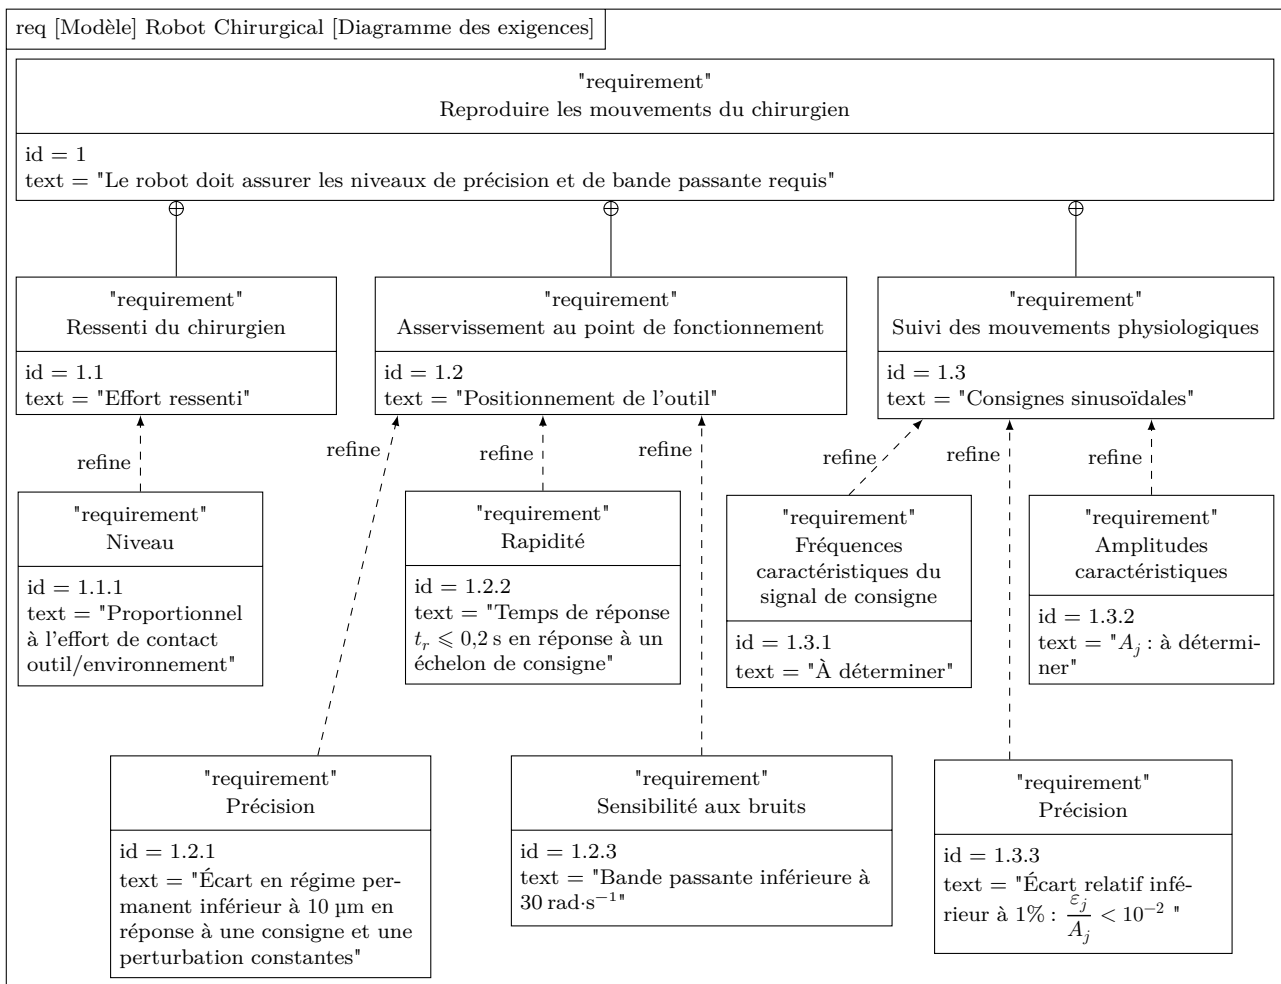 req [Modèle] Robot Chirurgical [Diagramme des exigences]
"requirement"
Reproduire les mouvements du chirurgien
id = 1
text = "Le robot doit assurer les niveaux de précision et de bande passante requis"
"requirement"
Ressenti du chirurgien
id = 1.1
text = "Effort ressenti"
"requirement"
Asservissement au point de fonctionnement
id = 1.2
text = "Positionnement de l'outil"
"requirement"
Suivi des mouvements physiologiques
id = 1.3
text = "Consignes sinusoïdales"
refine
refine
refine
refine
refine
refine
refine
"requirement"
Niveau
id = 1.1.1
text = "Proportionnel
à l'effort de contact
outil/environnement"
"requirement"
Rapidité
id = 1.2.2
text = "Temps de réponse
t_r ⩽ 0,2 s en réponse à un
échelon de consigne"
"requirement"
Fréquences
caractéristiques du
signal de consigne
id = 1.3.1
text = "À déterminer"
"requirement"
Amplitudes
caractéristiques
id = 1.3.2
text = "A_j : à détermi-
ner"
"requirement"
Précision
id = 1.2.1
text = "Écart en régime per-
manent inférieur à 10 µm en
réponse à une consigne et une
perturbation constantes"
"requirement"
Sensibilité aux bruits
id = 1.2.3
text = "Bande passante inférieure à
30 rad·s⁻¹"
"requirement"
Précision
id = 1.3.3
text = "Écart relatif infé-
rieur à 1% : ε_j/A_j < 10⁻² "